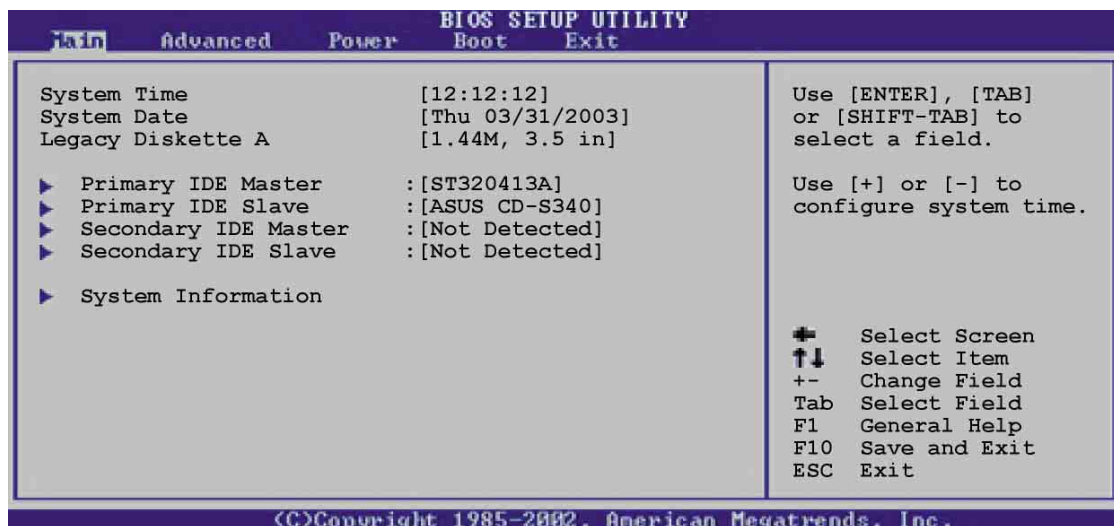 BIOS SETUP UTILITY
Main Advanced Power Boot Exit
System Time [12:12:12]
System Date [Thu 03/31/2003]
Legacy Diskette A [1.44M, 3.5 in]
Primary IDE Master :[ST320413A]
Primary IDE Slave :[ASUS CD-S340]
Secondary IDE Master :[Not Detected]
Secondary IDE Slave :[Not Detected]
System Information
Use [ENTER], [TAB]
or [SHIFT-TAB] to
select a field.
Use [+] or [-] to
configure system time.
Select Screen
↑↓ Select Item
+- Change Field
Tab Select Field
F1 General Help
F10 Save and Exit
ESC Exit
(C)Copyright 1985-2002, American Megatrends, Inc.